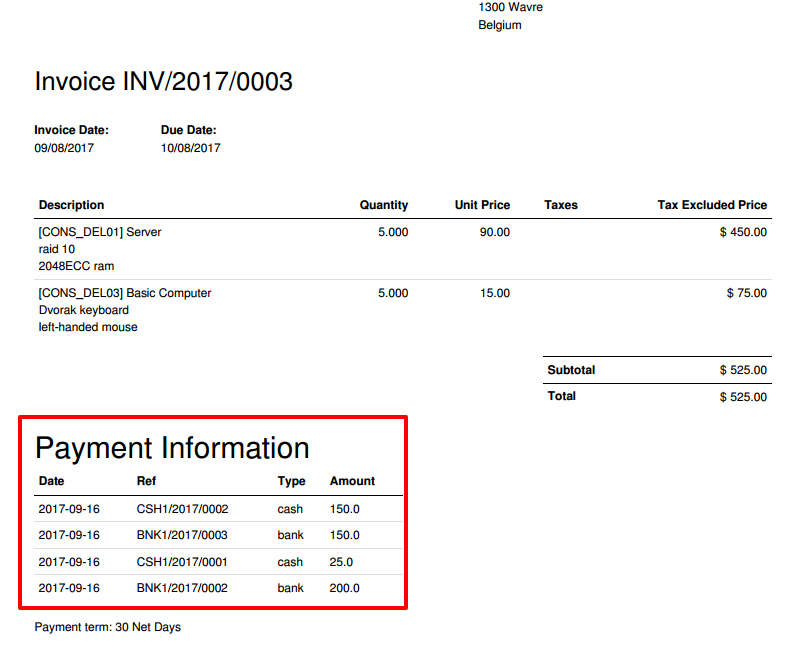 1300 Wavre
Belgium
Invoice INV/2017/0003
Invoice Date: Due Date:
09/08/2017 10/08/2017
Description Quantity Unit Price Taxes Tax Excluded Price
[CONS_DEL01] Server 5.000 90.00 $ 450.00
raid 10
2048ECC ram
[CONS_DEL03] Basic Computer 5.000 15.00 $ 75.00
Dvorak keyboard
left-handed mouse
Subtotal $ 525.00
Total $ 525.00
Payment Information
Date Ref Type Amount
2017-09-16 CSH1/2017/0002 cash 150.0
2017-09-16 BNK1/2017/0003 bank 150.0
2017-09-16 CSH1/2017/0001 cash 25.0
2017-09-16 BNK1/2017/0002 bank 200.0
Payment term: 30 Net Days